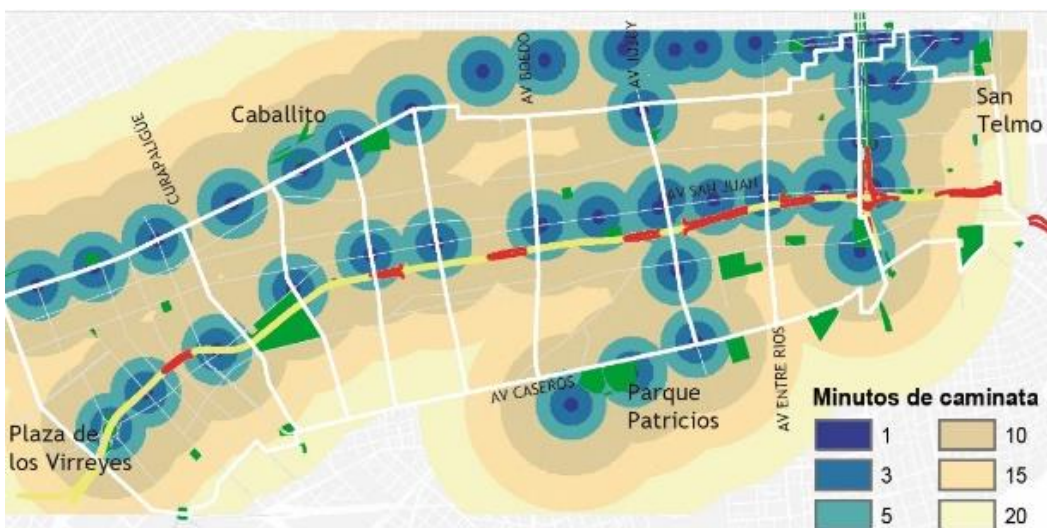 AV BOEDO
AV JUJUY
San
Telmo
Caballito
CURAPALIGÜE
AV SAN JUAN
AV CASEROS
Parque
Patricios
AV ENTRE RIOS
Plaza de
los Virreyes
Minutos de caminata
1 10
3 15
5 20